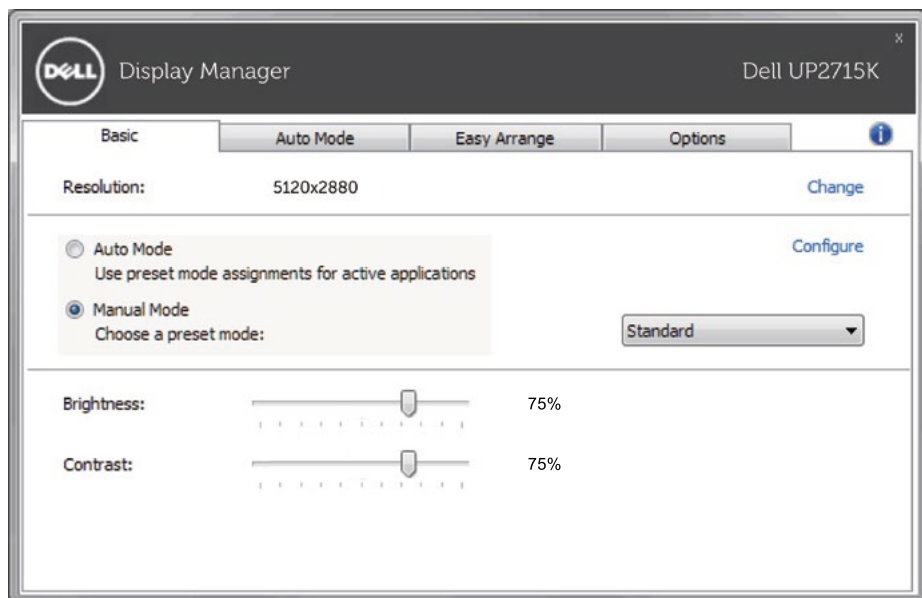 x
DELL Display Manager Dell UP2715K
Basic Auto Mode Easy Arrange Options i
Resolution: 5120x2880 Change
Auto Mode Configure
Use preset mode assignments for active applications
Manual Mode
Choose a preset mode: Standard
Brightness: 75%
Contrast: 75%